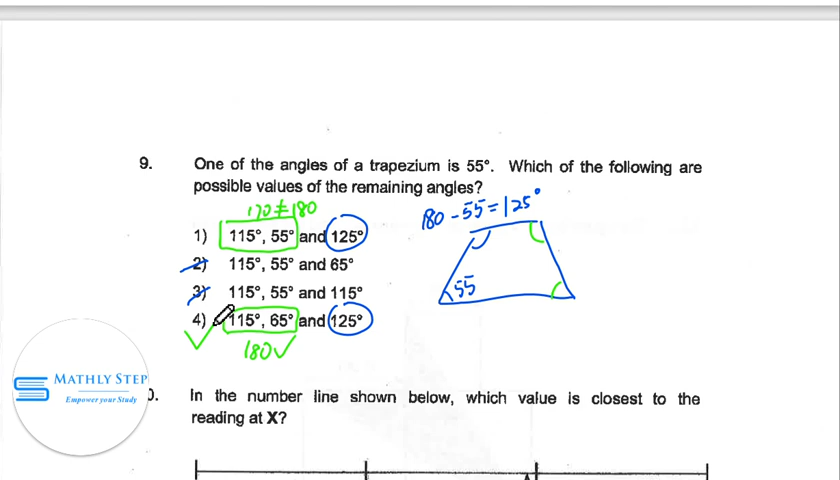 9. One of the angles of a trapezium is 55°. Which of the following are
possible values of the remaining angles?
170 ≠ 180
180 - 55 = 125°
1) 115°, 55° and 125°
2) 115°, 55° and 65°
3) 115°, 55° and 115°
4) 115°, 65° and 125°
180 ✓
55
MATHLY STEP
Empower your Study
0. In the number line shown below, which value is closest to the
reading at X?